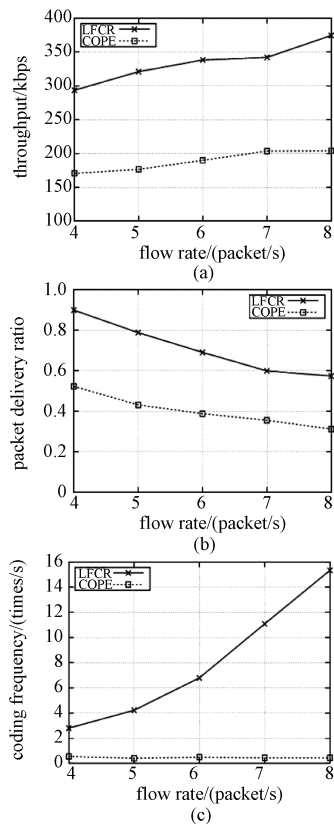 400
350
300
250
200
150
100
throughput/kbps
LFCR
COPE
4 5 6 7 8
flow rate/(packet/s)
(a)
1.0
0.8
0.6
0.4
0.2
0
packet delivery ratio
LFCR
COPE
4 5 6 7 8
flow rate/(packet/s)
(b)
16
14
12
10
8
6
4
2
0
coding frequency/(times/s)
LFCR
COPE
4 5 6 7 8
flow rate/(packet/s)
(c)